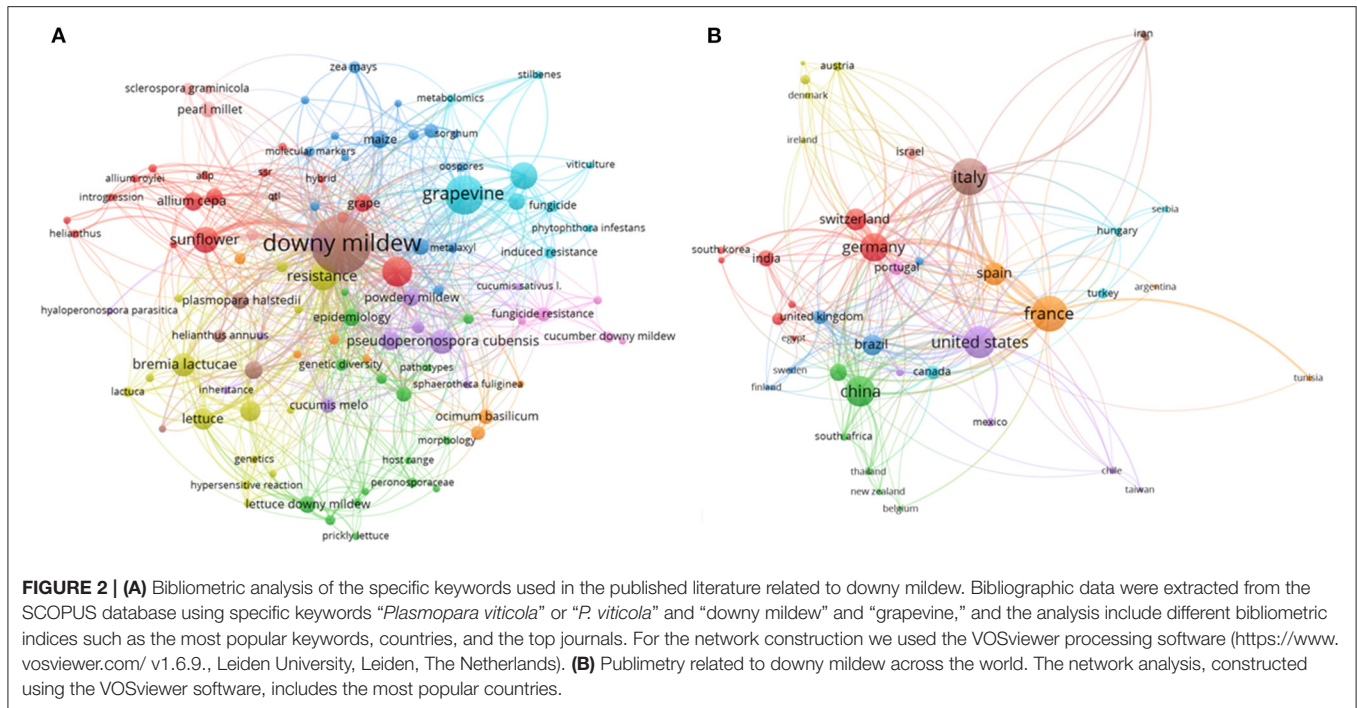 A
B
zea mays
stilbenes
sclerospora graminicola
metabolomics
pearl millet
maize
sorghum
molecular markers
oospores
viticulture
allium roylei
aflp
ssr
hybrid
introgression
allium cepa
qtl
grape
grapevine
fungicide
helianthus
sunflower
downy mildew
metalaxyl
phytophthora infestans
induced resistance
resistance
plasmopara halstedii
powdery mildew
cucumis sativus l.
hyaloperonospora parasitica
epidemiology
fungicide resistance
helianthus annuus
pseudoperonospora cubensis
cucumber downy mildew
bremia lactucae
genetic diversity
pathotypes
lactuca
inheritance
sphaerotheca fuliginea
cucumis melo
lettuce
ocimum basilicum
morphology
genetics
host range
hypersensitive reaction
peronosporaceae
lettuce downy mildew
prickly lettuce
iran
austria
denmark
ireland
israel
italy
switzerland
serbia
hungary
south korea
india
germany
portugal
spain
turkey
argentina
united kingdom
france
egypt
brazil
united states
sweden
canada
finland
china
tunisia
mexico
south africa
thailand
chile
taiwan
new zealand
belgium
FIGURE 2 | (A) Bibliometric analysis of the specific keywords used in the published literature related to downy mildew. Bibliographic data were extracted from the
SCOPUS database using specific keywords “Plasmopara viticola” or “P. viticola” and “downy mildew” and “grapevine,” and the analysis include different bibliometric
indices such as the most popular keywords, countries, and the top journals. For the network construction we used the VOSviewer processing software (https://www.
vosviewer.com/ v1.6.9., Leiden University, Leiden, The Netherlands). (B) Publimetry related to downy mildew across the world. The network analysis, constructed
using the VOSviewer software, includes the most popular countries.